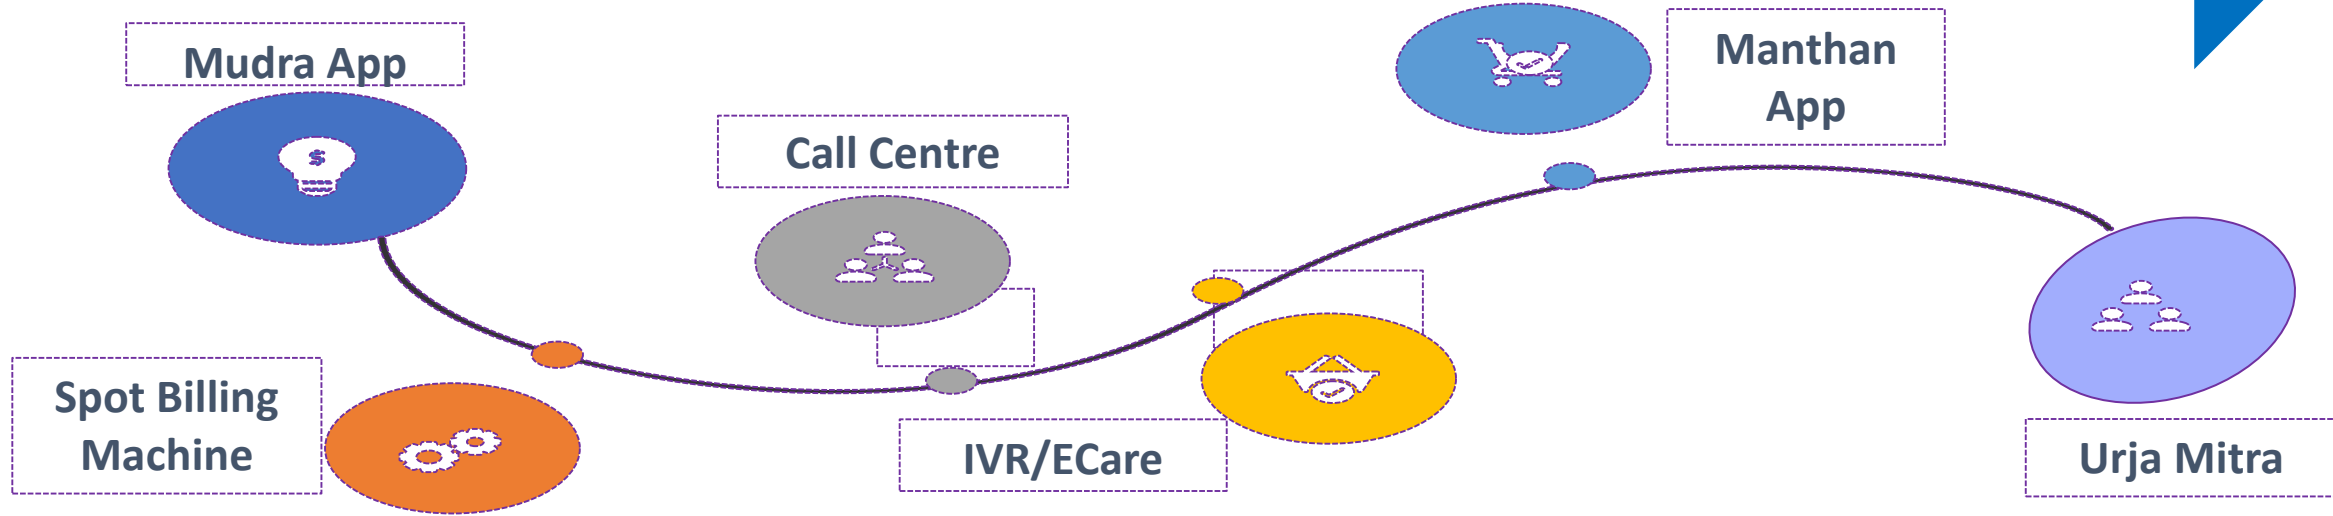 Mudra App
Spot Billing
Machine
Call Centre
$
IVR/ECare
Manthan
App
Urja Mitra